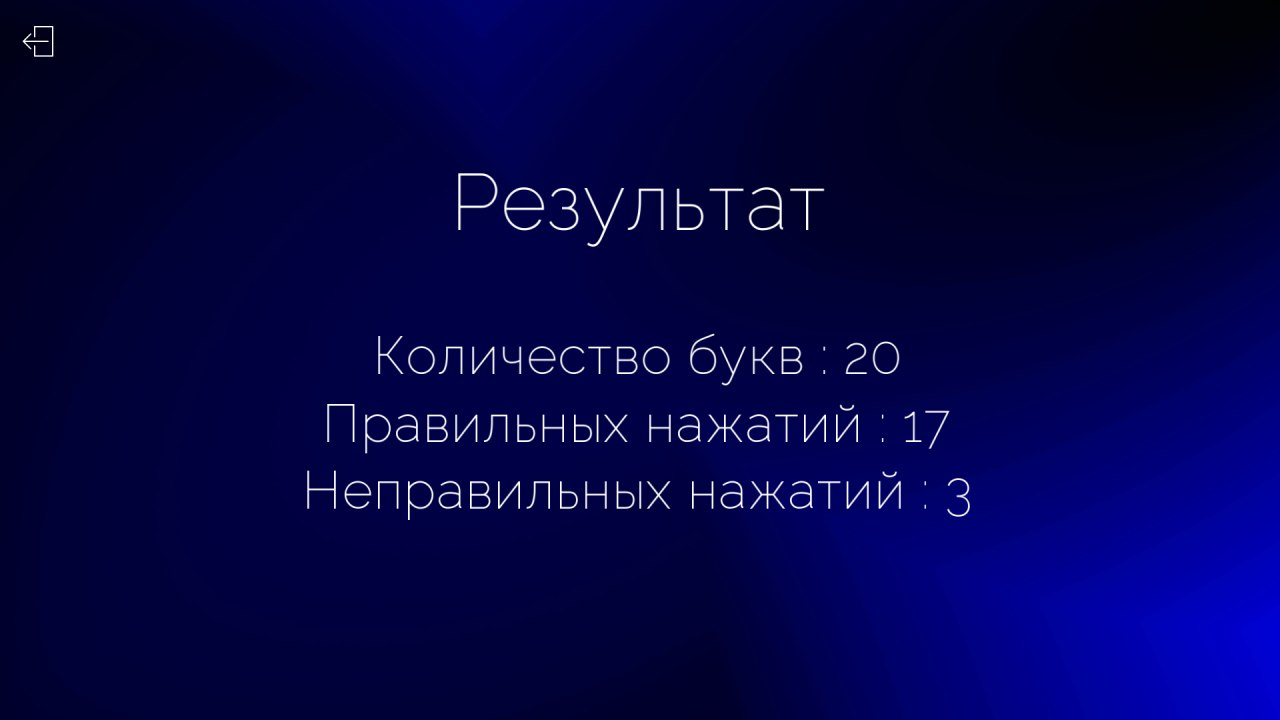 Результат
Количество букв : 20
Правильных нажатий : 17
Неправильных нажатий : 3